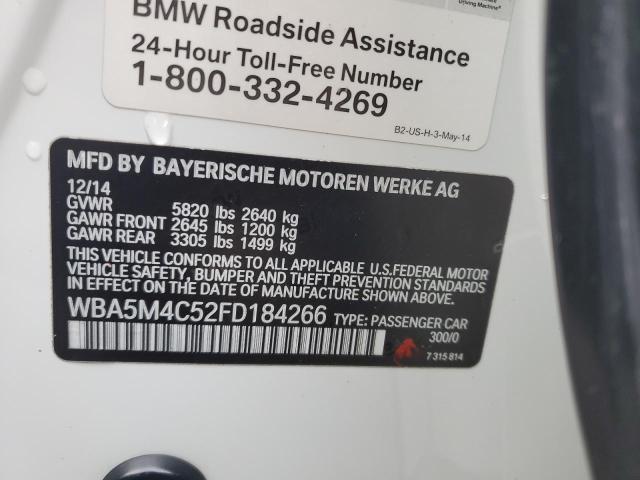 Driving Machine®
BMW Roadside Assistance
24-Hour Toll-Free Number
1-800-332-4269
B2-US-H-3-May-14
MFD BY BAYERISCHE MOTOREN WERKE AG
12/14
GVWR 5820 lbs 2640 kg
GAWR FRONT 2645 lbs 1200 kg
GAWR REAR 3305 lbs 1499 kg
THIS VEHICLE CONFORMS TO ALL APPLICABLE U.S.FEDERAL MOTOR
VEHICLE SAFETY, BUMPER AND THEFT PREVENTION STANDARDS
IN EFFECT ON THE DATE OF MANUFACTURE SHOWN ABOVE.
WBA5M4C52FD184266 TYPE: PASSENGER CAR
300/0
7 315 814